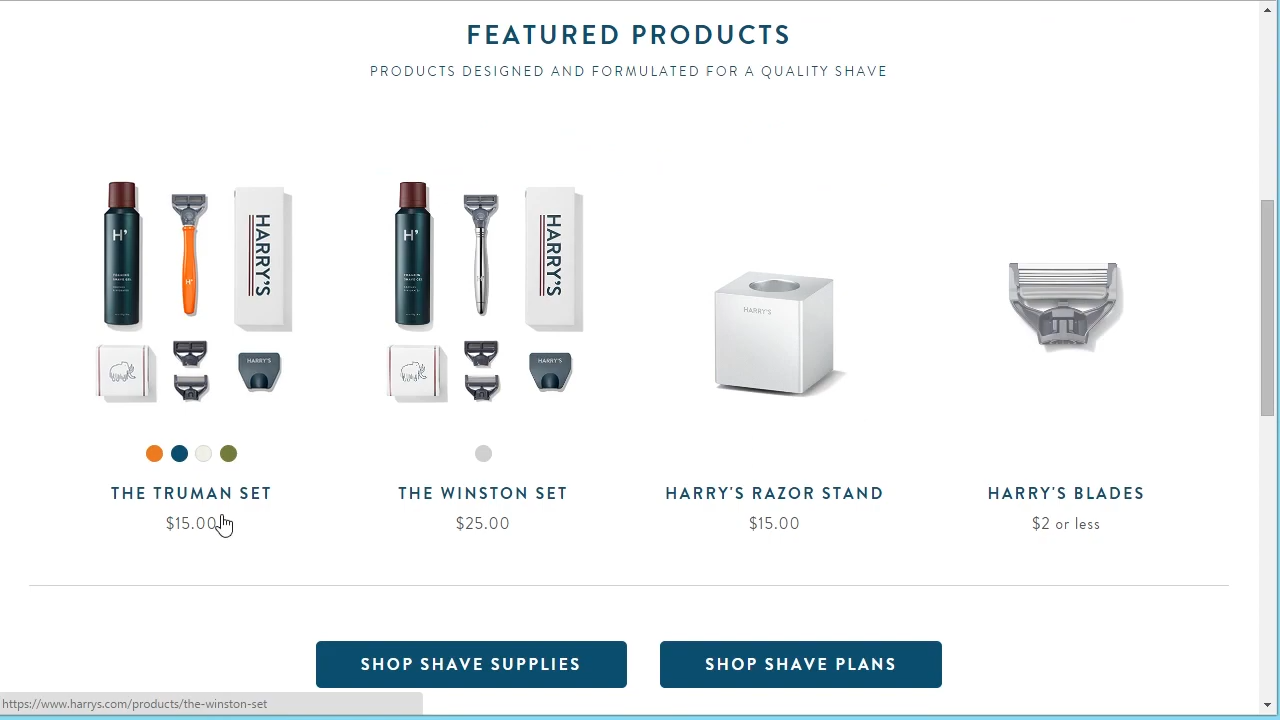 FEATURED PRODUCTS
PRODUCTS DESIGNED AND FORMULATED FOR A QUALITY SHAVE
H'
H'
HARRY'S
HARRY'S
H'
HARRY'S
HARRY'S
HARRY'S
THE TRUMAN SET
THE WINSTON SET
HARRY'S RAZOR STAND
HARRY'S BLADES
$15.00
$25.00
$15.00
$2 or less
SHOP SHAVE SUPPLIES
SHOP SHAVE PLANS
https://www.harrys.com/products/the-winston-set